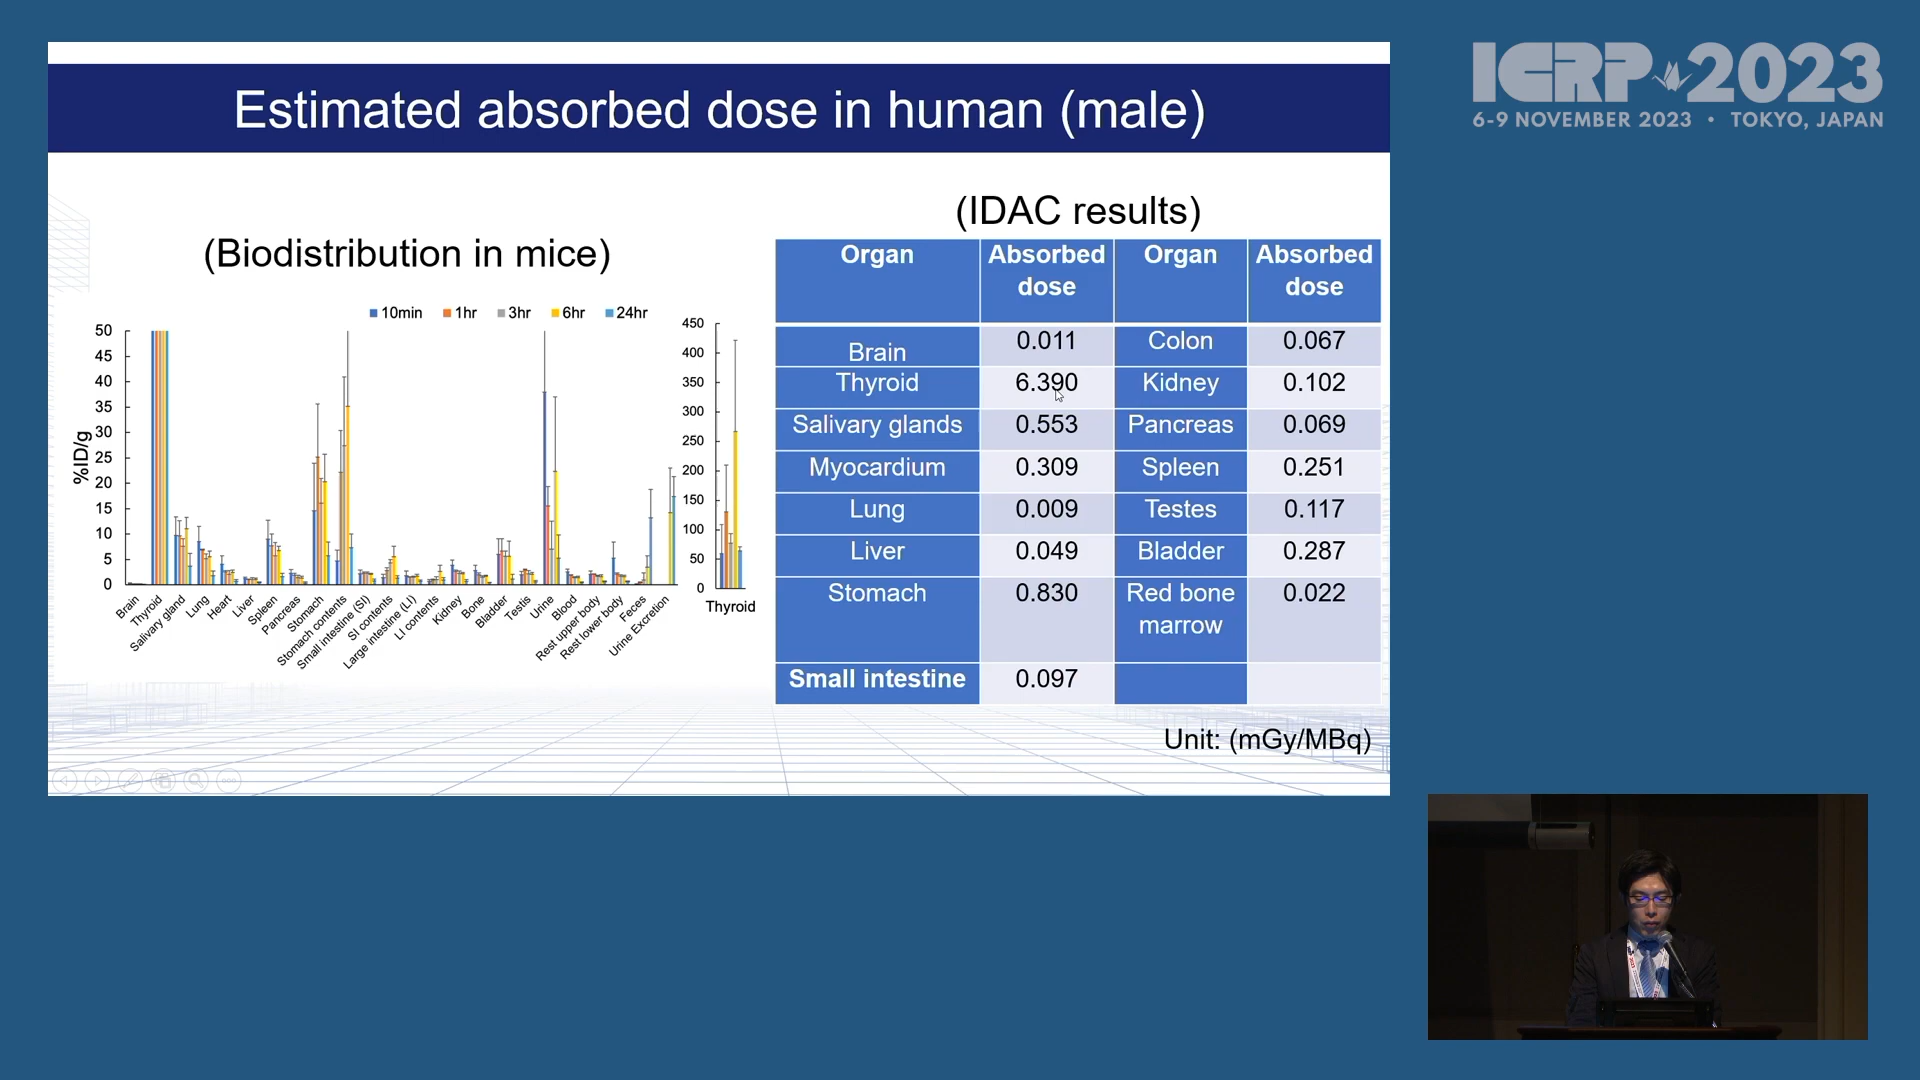 ICRP 2023
6-9 NOVEMBER 2023 • TOKYO, JAPAN
Estimated absorbed dose in human (male)
(Biodistribution in mice)
10min 1hr 3hr 6hr 24hr
%ID/g
50
45
40
35
30
25
20
15
10
5
0
Brain
Thyroid
Salivary gland
Lung
Heart
Liver
Spleen
Pancreas
Stomach
Stomach contents
Small intestine (SI)
SI contents
Large intestine (LI)
LI contents
Kidney
Bone
Bladder
Testis
Urine
Blood
Rest upper body
Rest lower body
Feces
Urine Excretion
450
400
350
300
250
200
150
100
50
0
Thyroid
(IDAC results)
Organ Absorbed dose Organ Absorbed dose
Brain 0.011 Colon 0.067
Thyroid 6.390 Kidney 0.102
Salivary glands 0.553 Pancreas 0.069
Myocardium 0.309 Spleen 0.251
Lung 0.009 Testes 0.117
Liver 0.049 Bladder 0.287
Stomach 0.830 Red bone marrow 0.022
Small intestine 0.097
Unit: (mGy/MBq)